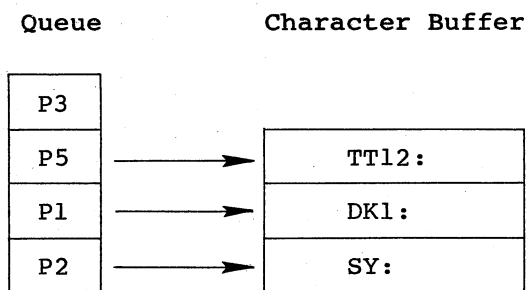 Queue Character Buffer
P3
P5 TT12:
P1 DK1:
P2 SY: